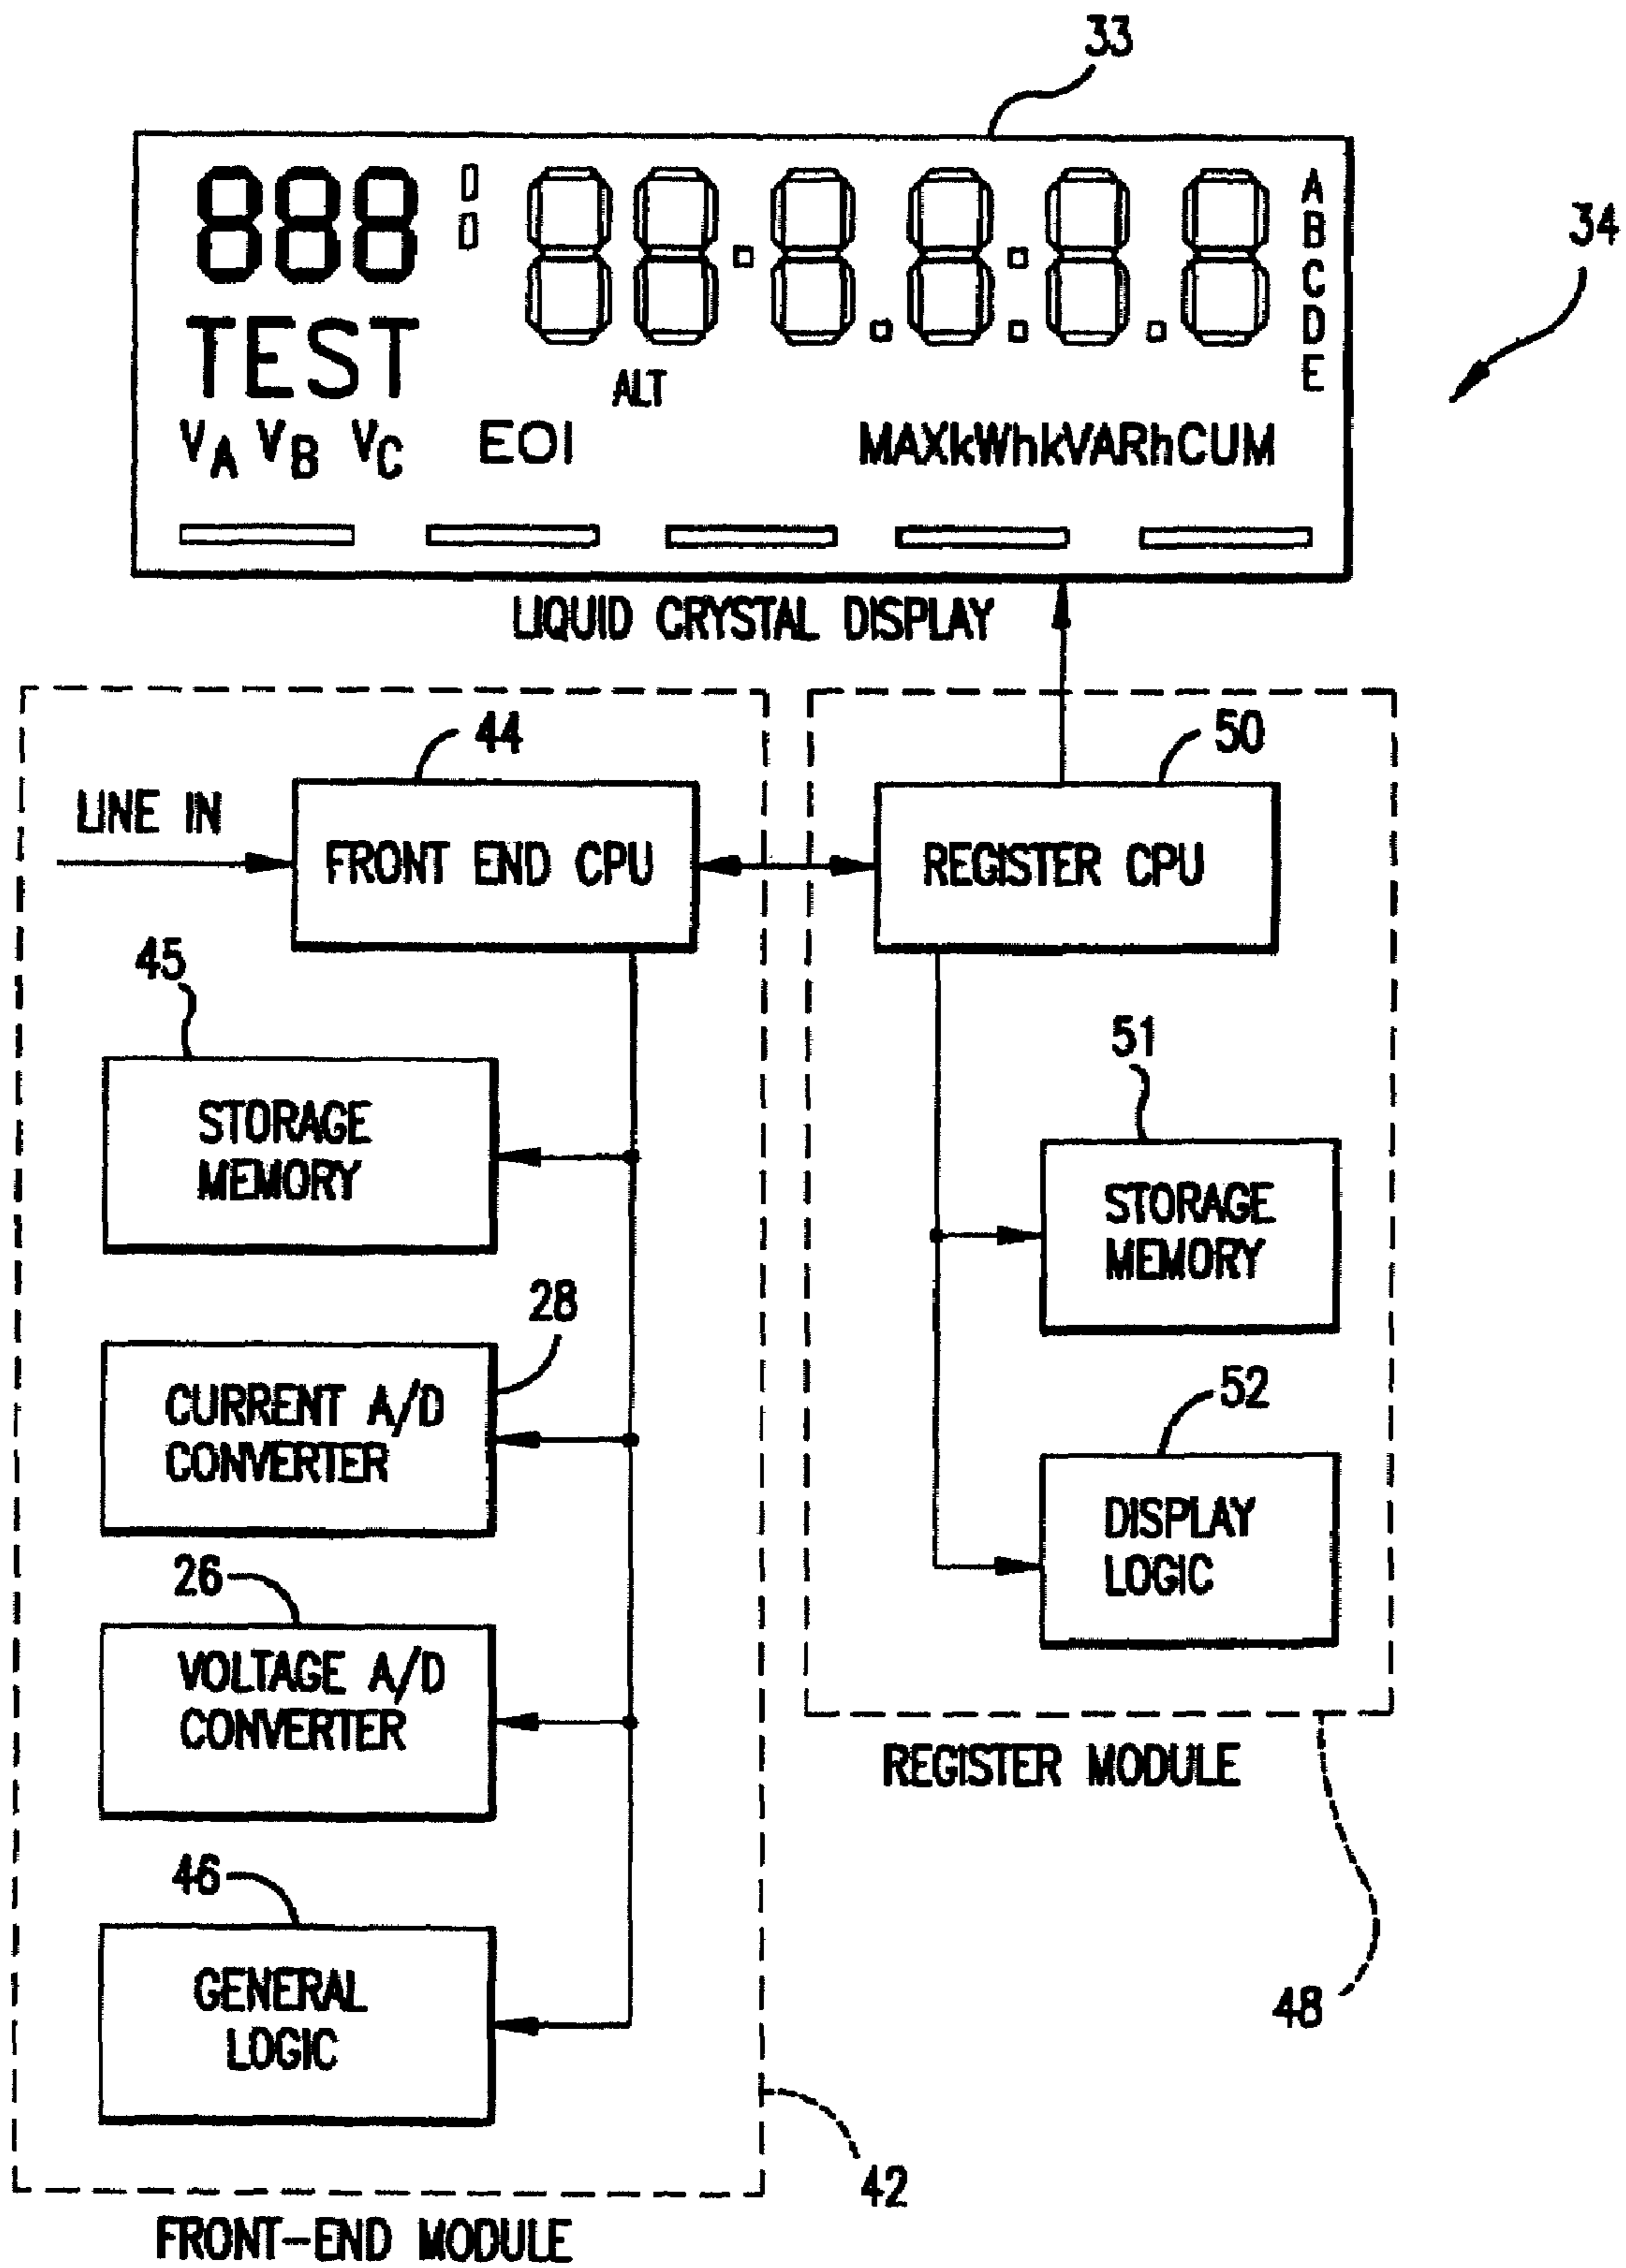 33
34
888 ' 88.8.8:8.8
A
B
C
D
E
TEST
ALT
VA VB VC EOI MAXkWhkVARhCUM
LIQUID CRYSTAL DISPLAY
44
50
LINE IN
FRONT END CPU
REGISTER CPU
45
STORAGE
MEMORY
51
STORAGE
MEMORY
28
CURRENT A/D
CONVERTER
52
DISPLAY
LOGIC
26
VOLTAGE A/D
CONVERTER
REGISTER MODULE
46
GENERAL
LOGIC
48
42
FRONT-END MODULE